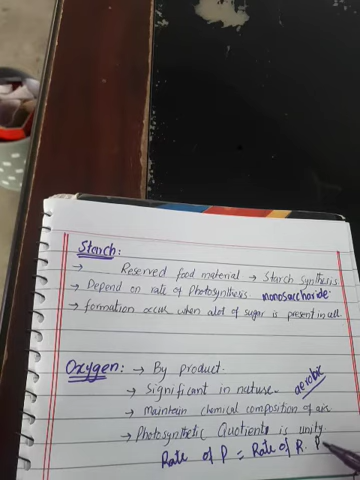 Starch:
→ Reserved food material → Starch synthesis
→ Depend on rate of Photosynthesis monosaccharide.
→ formation occurs when alot of sugar is present in cell
Oxygen: → By product.
→ Significant in nature. aerobic
→ maintain chemical composition of air
→ Photosynthetic Quotient is unity.
Rate of P = Rate of R. P